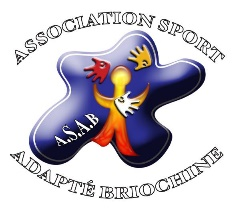 ASSOCIATION SPORT
A.S.A.B
ADAPTÉ BRIOCHINE